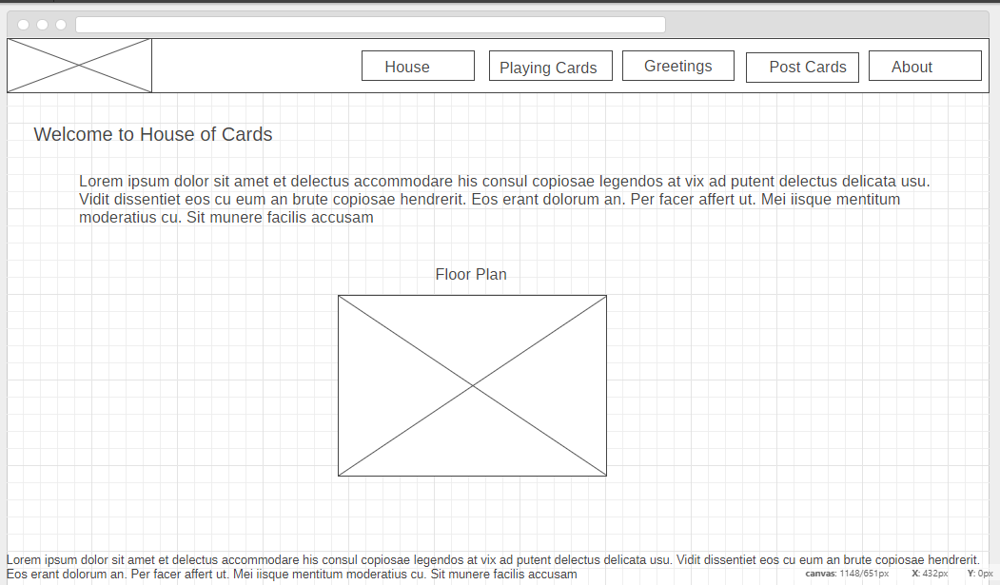 House
Playing Cards
Greetings
Post Cards
About
Welcome to House of Cards
Lorem ipsum dolor sit amet et delectus accommodare his consul copiosae legendos at vix ad putent delectus delicata usu.
Vidit dissentiet eos cu eum an brute copiosae hendrerit. Eos erant dolorum an. Per facer affert ut. Mei iisque mentitum
moderatius cu. Sit munere facilis accusam
Floor Plan
Lorem ipsum dolor sit amet et delectus accommodare his consul copiosae legendos at vix ad putent delectus delicata usu. Vidit dissentiet eos cu eum an brute copiosae hendrerit.
Eos erant dolorum an. Per facer affert ut. Mei iisque mentitum moderatius cu. Sit munere facilis accusam
canvas: 1148/651px X: 432px Y: 0px